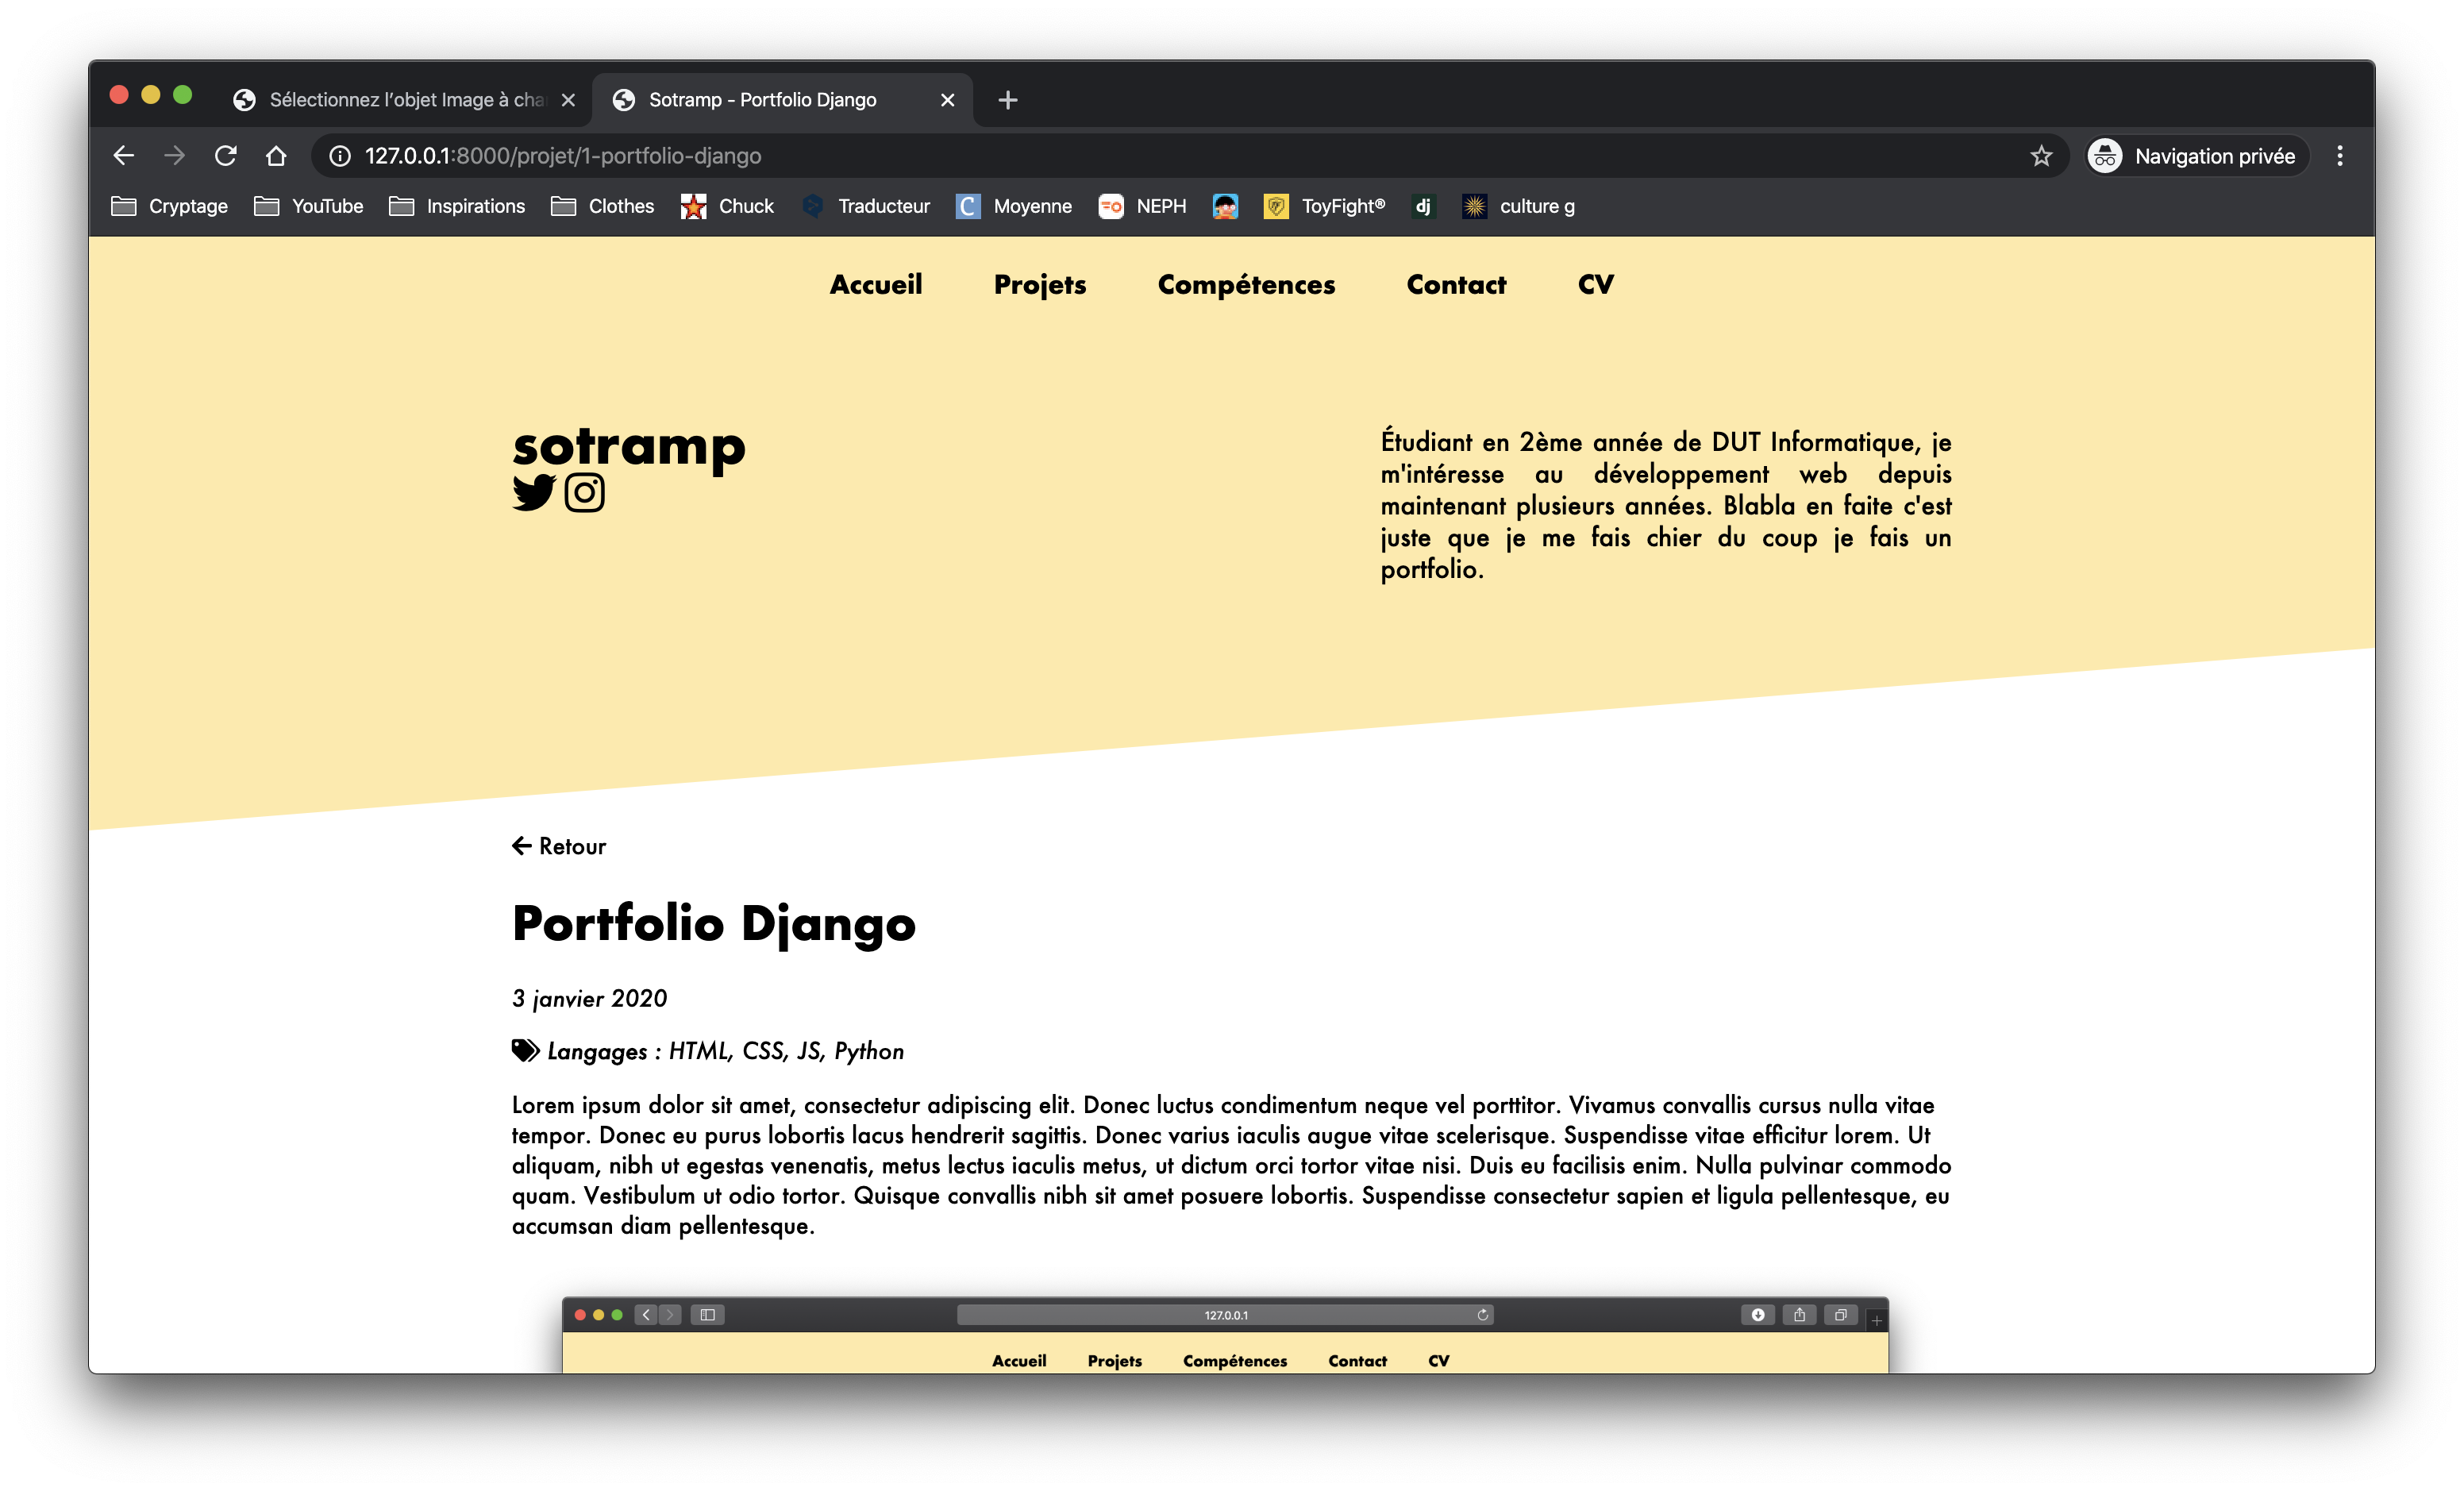 Sélectionnez l'objet Image à cha
Sotramp - Portfolio Django
127.0.0.1:8000/projet/1-portfolio-django
Navigation privée
Cryptage YouTube Inspirations Clothes Chuck Traducteur C Moyenne NEPH ToyFight® dj culture g
Accueil Projets Compétences Contact CV
sotramp
Étudiant en 2ème année de DUT Informatique, je
m'intéresse au développement web depuis
maintenant plusieurs années. Blabla en faite c'est
juste que je me fais chier du coup je fais un
portfolio.
Retour
Portfolio Django
3 janvier 2020
Langages : HTML, CSS, JS, Python
Lorem ipsum dolor sit amet, consectetur adipiscing elit. Donec luctus condimentum neque vel porttitor. Vivamus convallis cursus nulla vitae
tempor. Donec eu purus lobortis lacus hendrerit sagittis. Donec varius iaculis augue vitae scelerisque. Suspendisse vitae efficitur lorem. Ut
aliquam, nibh ut egestas venenatis, metus lectus iaculis metus, ut dictum orci tortor vitae nisi. Duis eu facilisis enim. Nulla pulvinar commodo
quam. Vestibulum ut odio tortor. Quisque convallis nibh sit amet posuere lobortis. Suspendisse consectetur sapien et ligula pellentesque, eu
accumsan diam pellentesque.
127.0.0.1
Accueil Projets Compétences Contact CV